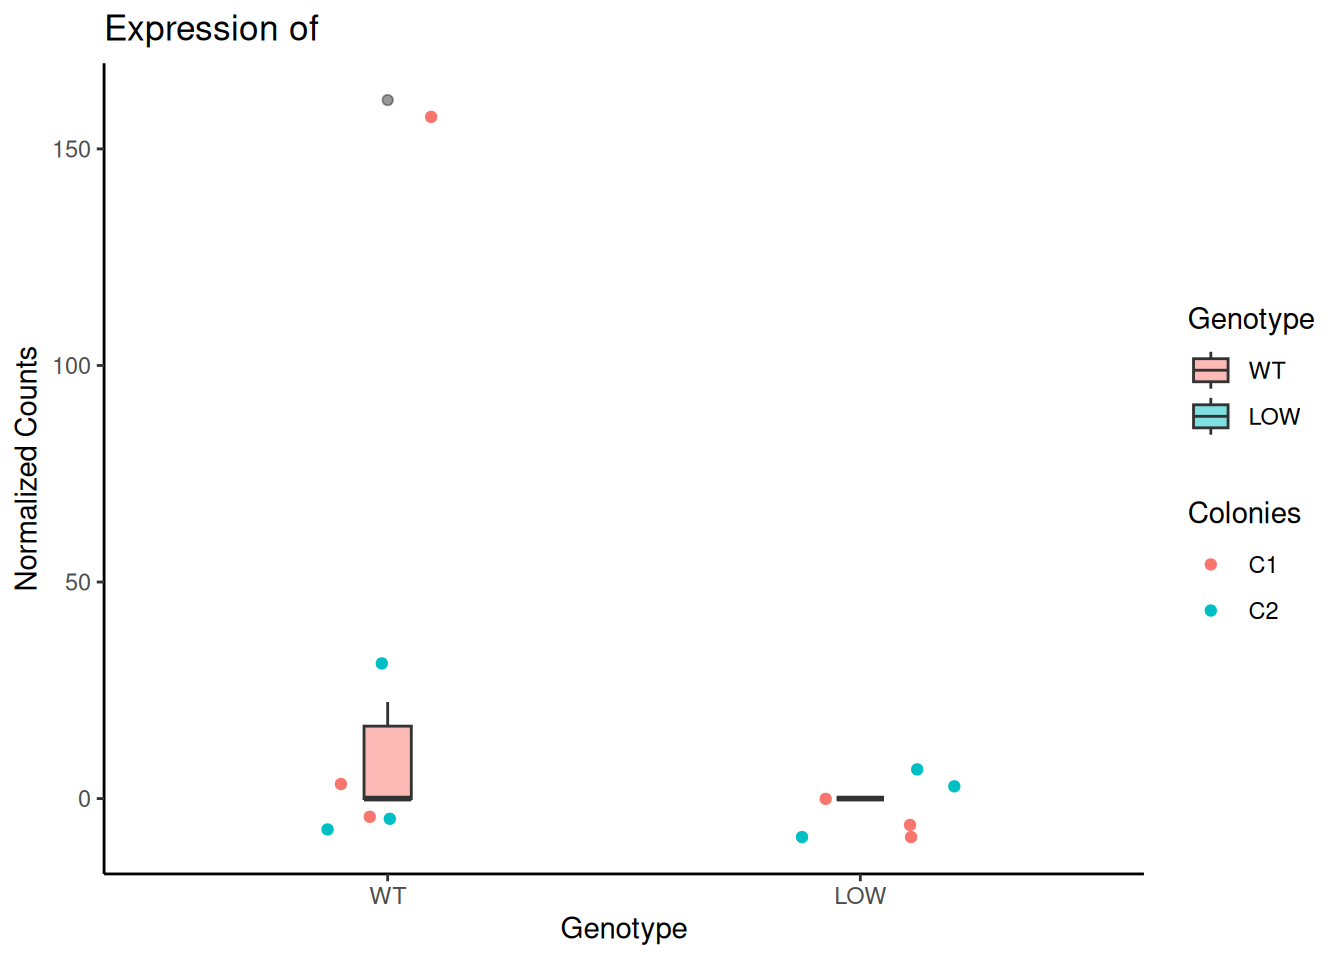 Expression of
Normalized Counts
150
100
50
0
WT
LOW
Genotype
Genotype
WT
LOW
Colonies
C1
C2